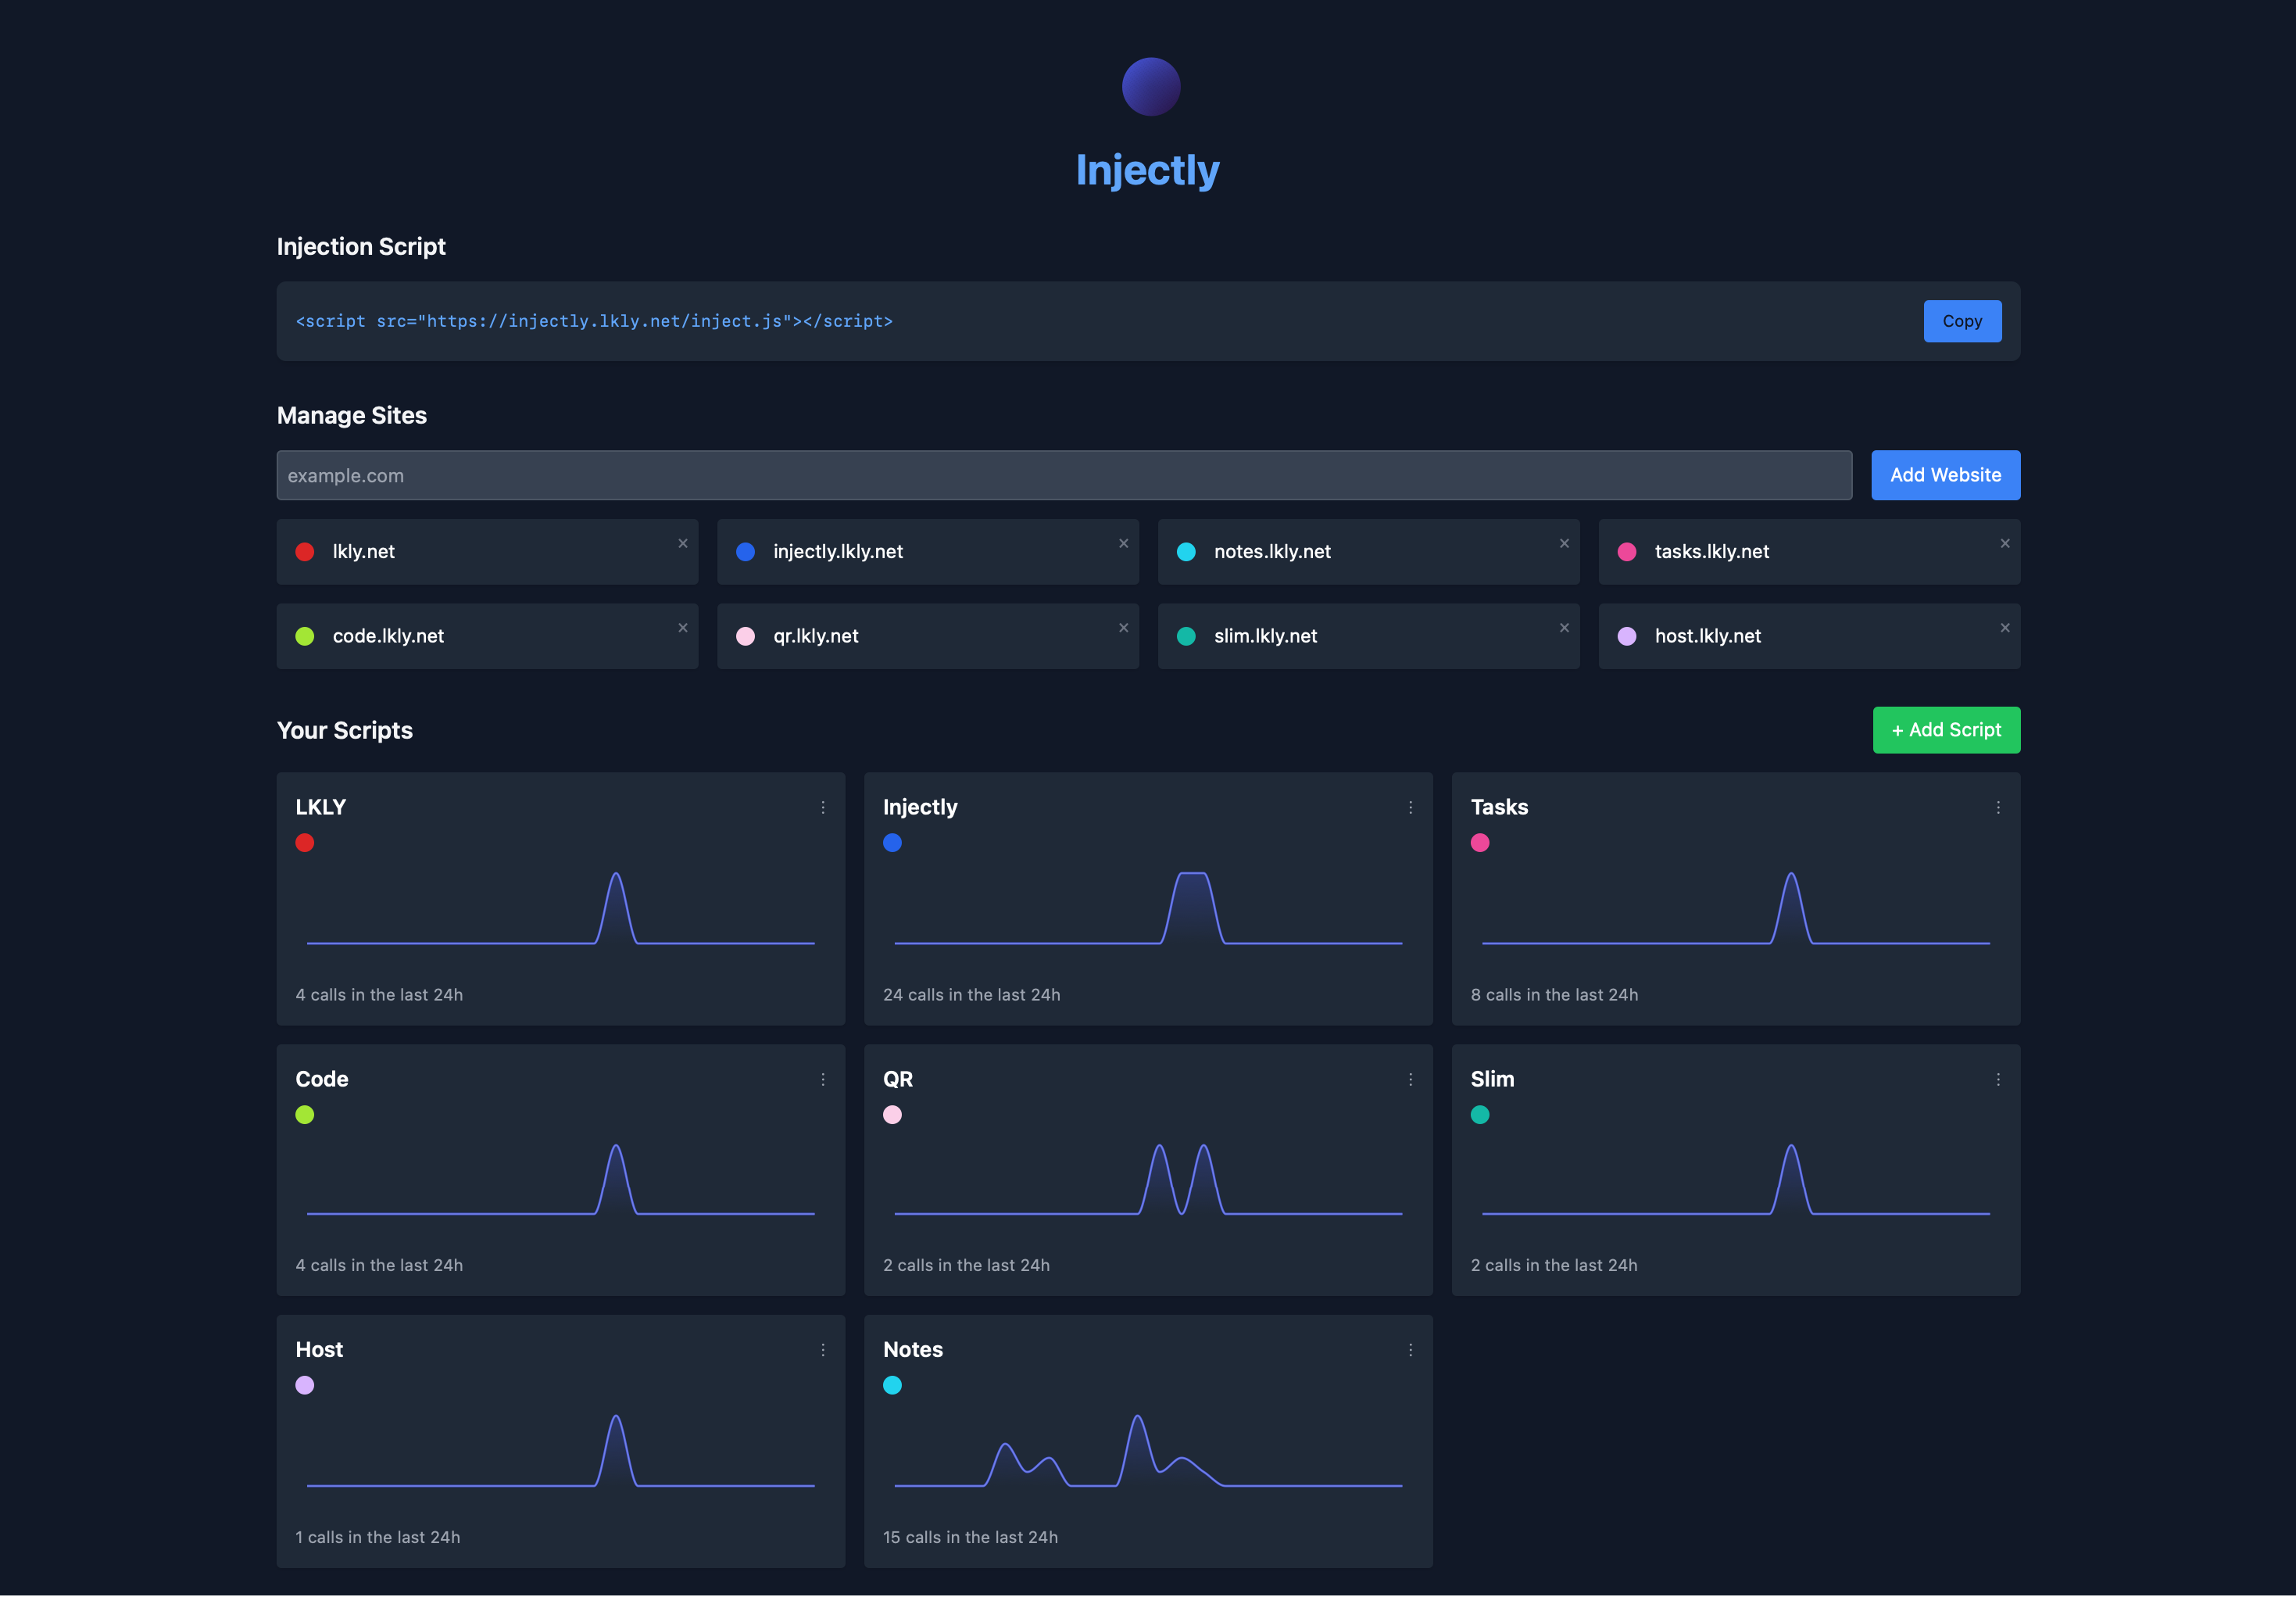 Injectly
Injection Script
<script src="https://injectly.lkly.net/inject.js"></script>
Copy
Manage Sites
example.com
Add Website
lkly.net
injectly.lkly.net
notes.lkly.net
tasks.lkly.net
code.lkly.net
qr.lkly.net
slim.lkly.net
host.lkly.net
Your Scripts
+ Add Script
LKLY
4 calls in the last 24h
Injectly
24 calls in the last 24h
Tasks
8 calls in the last 24h
Code
4 calls in the last 24h
QR
2 calls in the last 24h
Slim
2 calls in the last 24h
Host
1 calls in the last 24h
Notes
15 calls in the last 24h